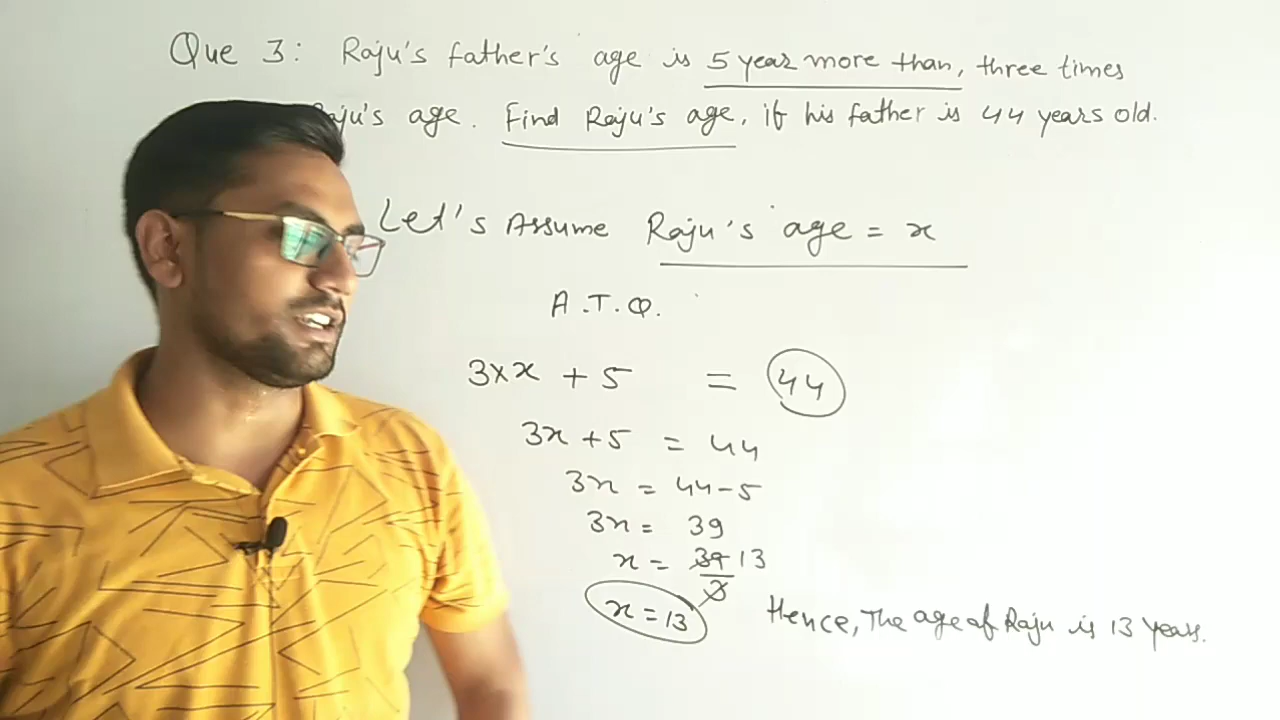 Que 3: Raju's father's age is 5 year more than, three times
Raju's age. Find Raju's age, if his father is 44 years old.
Let's Assume Raju's age = x
A.T.Q.
3xx + 5 = 44
3x + 5 = 44
3x = 44 - 5
3x = 39
x = 39/3 13
x = 13
Hence, The age of Raju is 13 years.